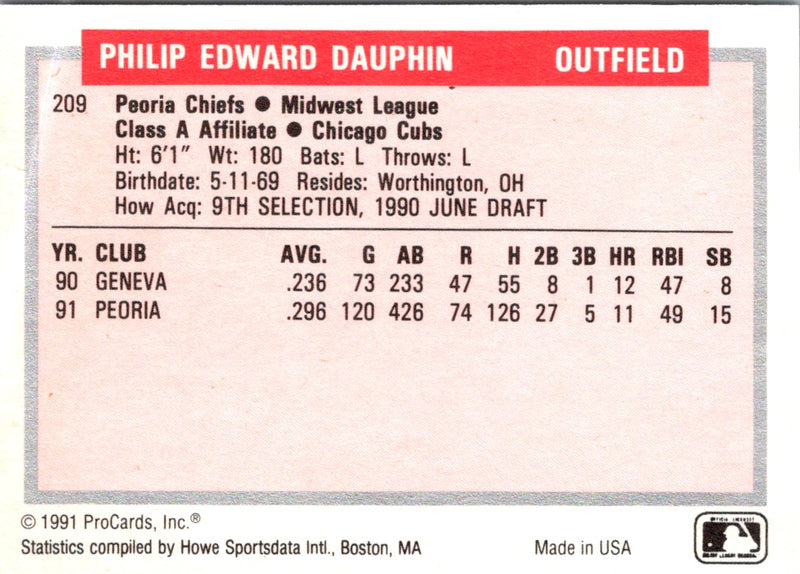 PHILIP EDWARD DAUPHIN OUTFIELD
209 Peoria Chiefs ● Midwest League
Class A Affiliate ● Chicago Cubs
Ht: 6'1" Wt: 180 Bats: L Throws: L
Birthdate: 5-11-69 Resides: Worthington, OH
How Acq: 9TH SELECTION, 1990 JUNE DRAFT
YR. CLUB AVG. G AB R H 2B 3B HR RBI SB
90 GENEVA .236 73 233 47 55 8 1 12 47 8
91 PEORIA .296 120 426 74 126 27 5 11 49 15
© 1991 ProCards, Inc.®
Statistics compiled by Howe Sportsdata Intl., Boston, MA Made in USA